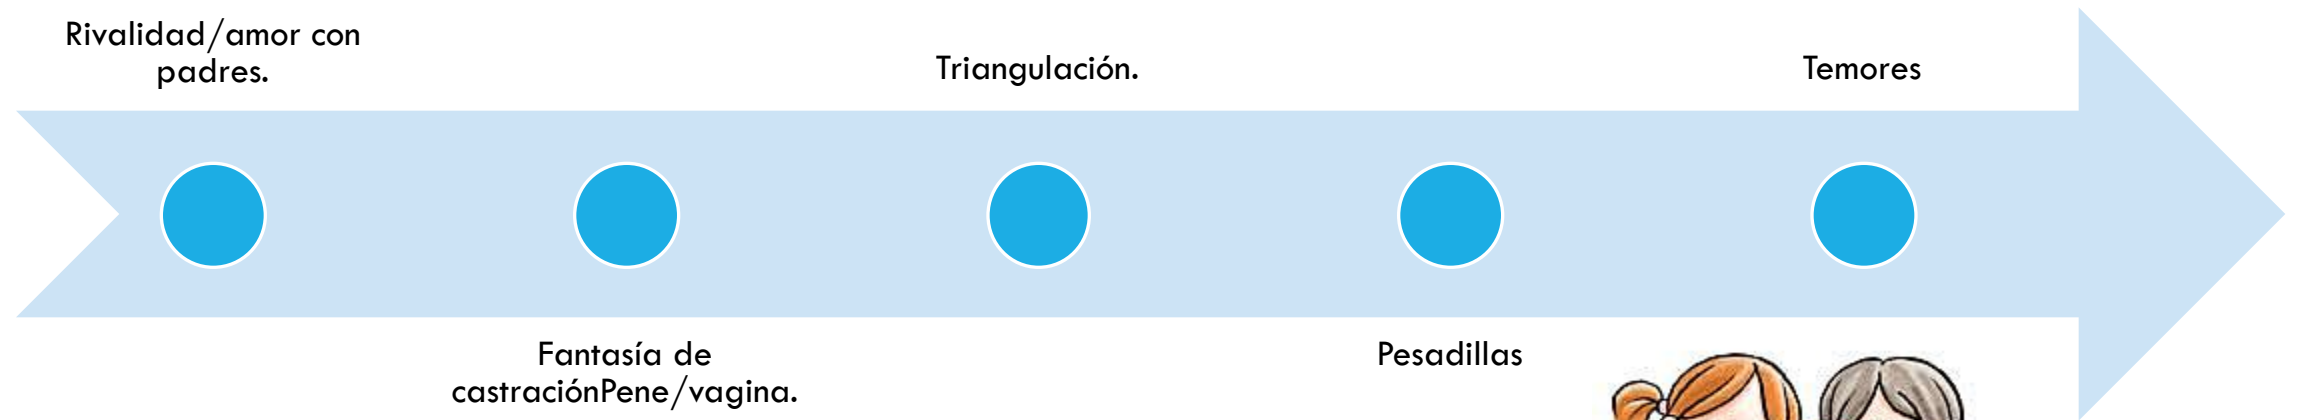 Rivalidad/amor con
padres.
Fantasía de
castraciónPene/vagina.
Triangulación.
Pesadillas
Temores